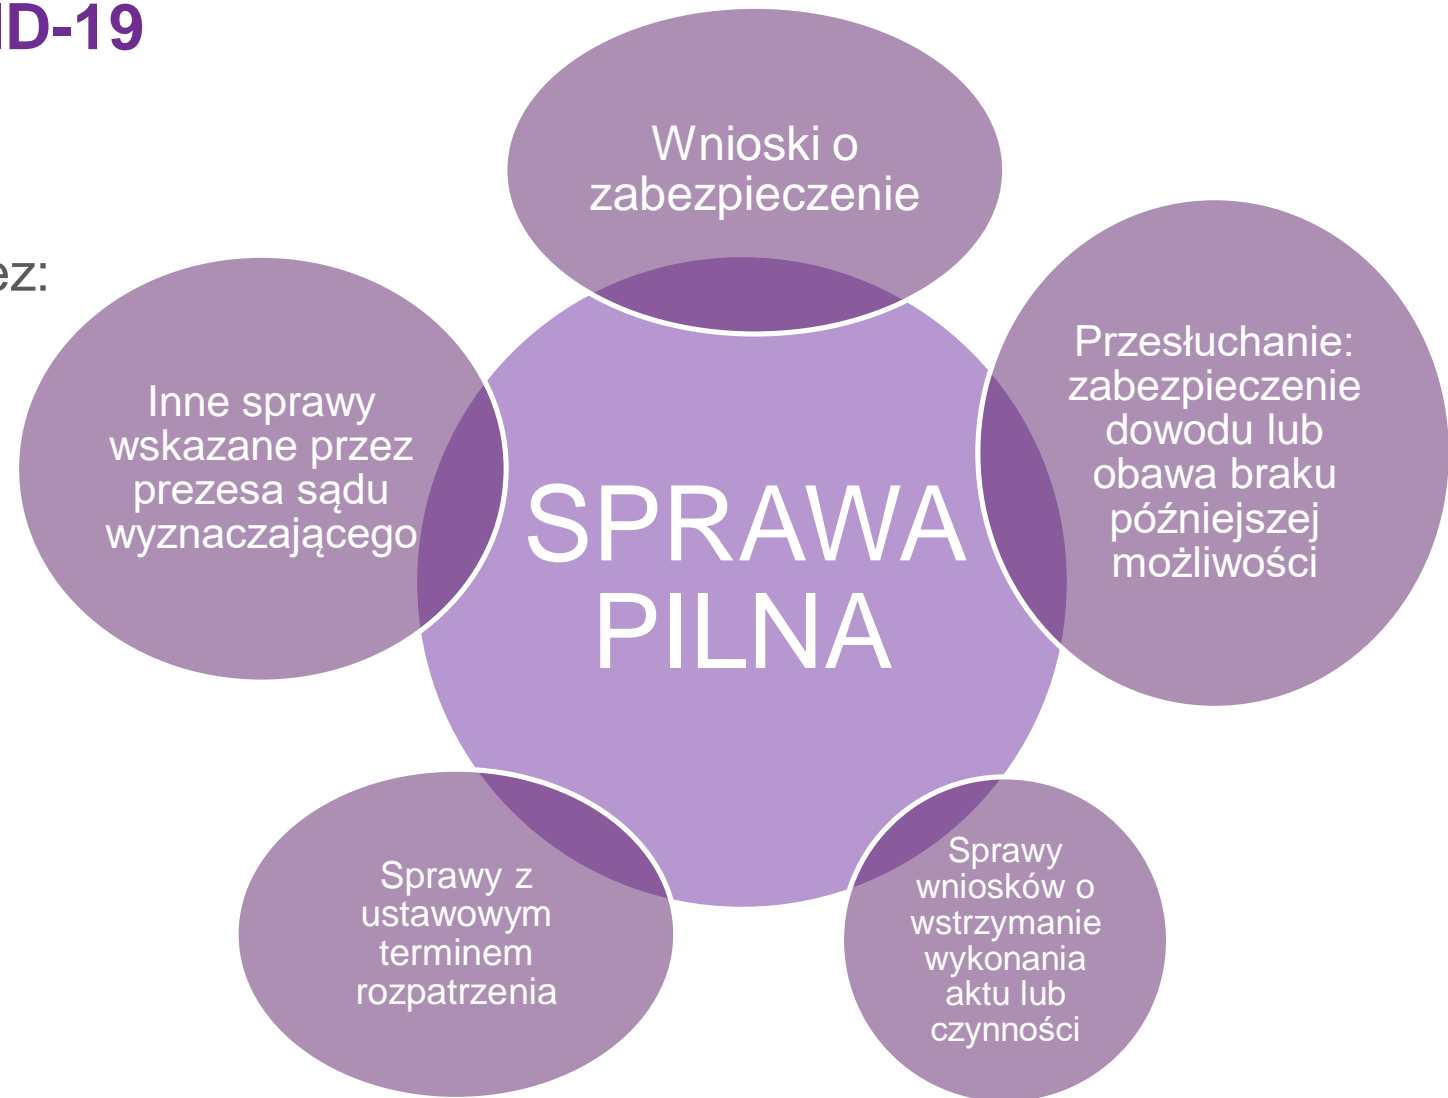 ID-19
ez:
Wnioski o
zabezpieczenie
Przesłuchanie:
zabezpieczenie
dowodu lub
obawa braku
późniejszej
możliwości
Inne sprawy
wskazane przez
prezesa sądu
wyznaczającego
SPRAWA
PILNA
Sprawy z
ustawowym
terminem
rozpatrzenia
Sprawy
wniosków o
wstrzymanie
wykonania
aktu lub
czynności